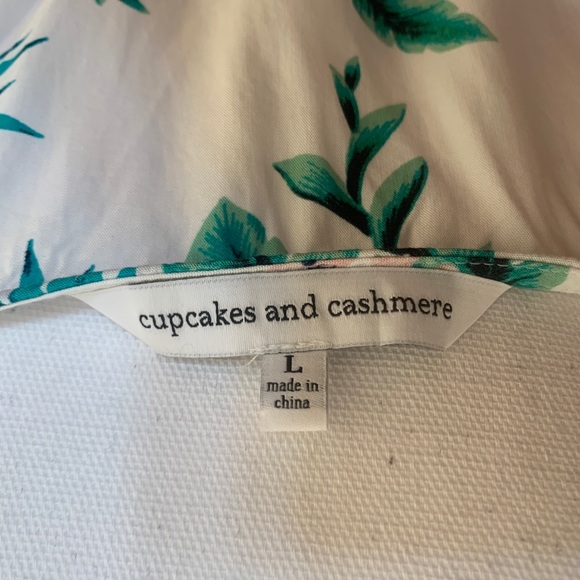 cupcakes and cashmere
L
made in
china